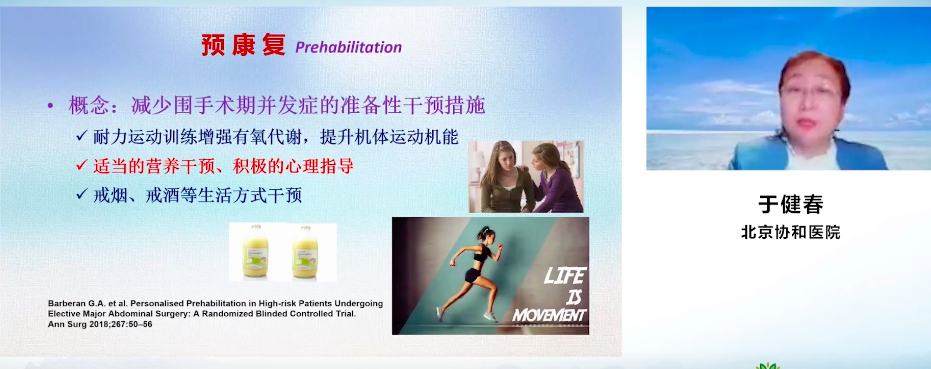 预康复 Prehabilitation
• 概念：减少围手术期并发症的准备性干预措施
✓ 耐力运动训练增强有氧代谢，提升机体运动机能
✓ 适当的营养干预、积极的心理指导
✓ 戒烟、戒酒等生活方式干预
LIFE
IS
MOVEMENT
Barberan G.A. et al. Personalised Prehabilitation in High-risk Patients Undergoing
Elective Major Abdominal Surgery: A Randomized Blinded Controlled Trial.
Ann Surg 2018;267:50–56
于健春
北京协和医院